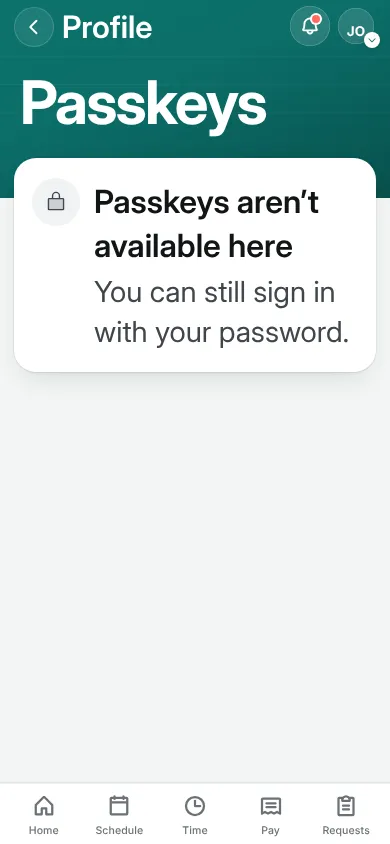 Profile
JO
Passkeys
Passkeys aren’t
available here
You can still sign in
with your password.
Home
Schedule
Time
Pay
Requests